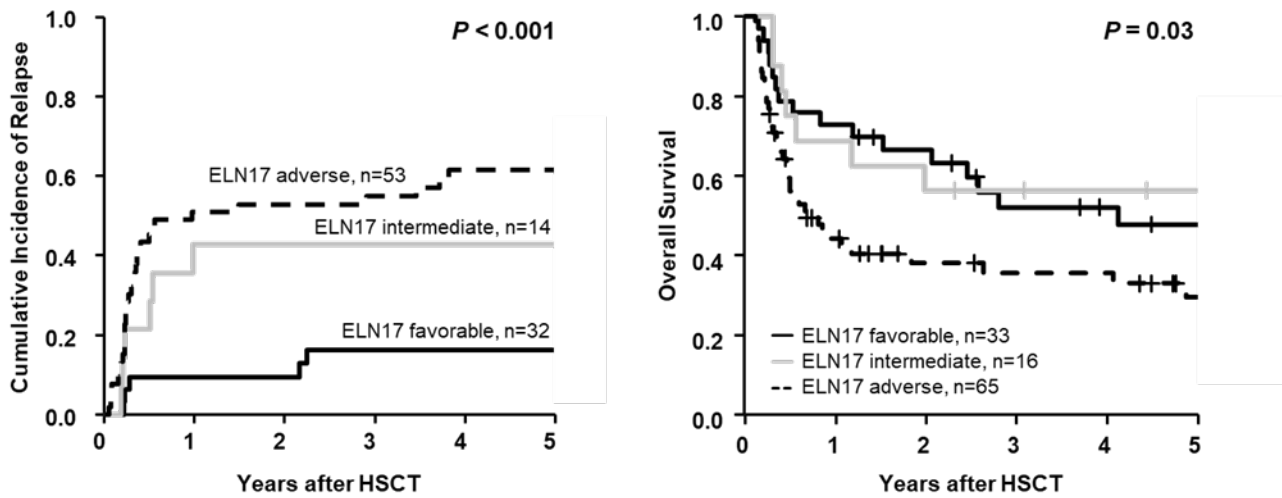 P < 0.001
Cumulative Incidence of Relapse
1.0
0.8
0.6
0.4
0.2
0.0
ELN17 adverse, n=53
ELN17 intermediate, n=14
ELN17 favorable, n=32
0 1 2 3 4 5
Years after HSCT
P = 0.03
Overall Survival
1.0
0.8
0.6
0.4
0.2
0.0
ELN17 favorable, n=33
ELN17 intermediate, n=16
ELN17 adverse, n=65
0 1 2 3 4 5
Years after HSCT